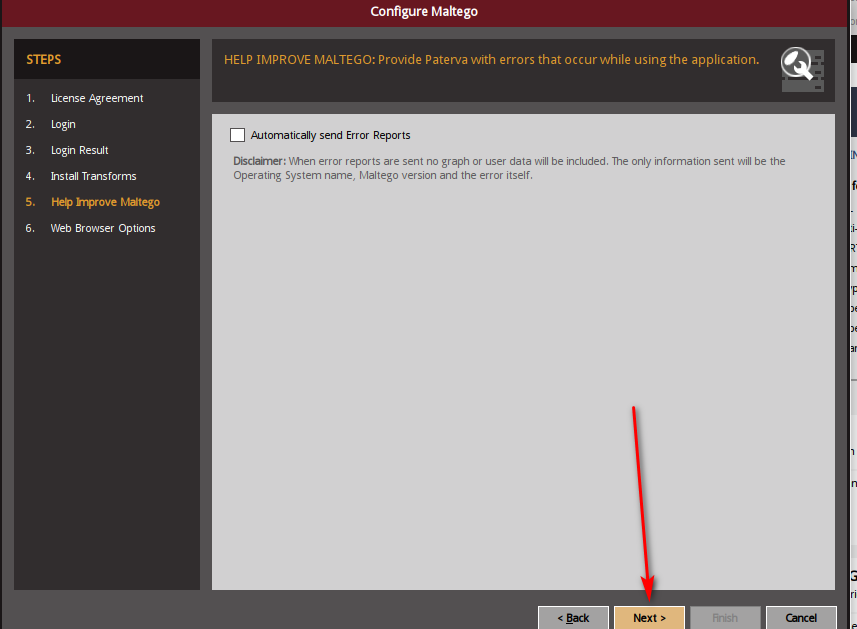 Configure Maltego
STEPS
1. License Agreement
2. Login
3. Login Result
4. Install Transforms
5. Help Improve Maltego
6. Web Browser Options
HELP IMPROVE MALTEGO: Provide Paterva with errors that occur while using the application.
Automatically send Error Reports
Disclaimer: When error reports are sent no graph or user data will be included. The only information sent will be the
Operating System name, Maltego version and the error itself.
< Back
Next >
Finish
Cancel